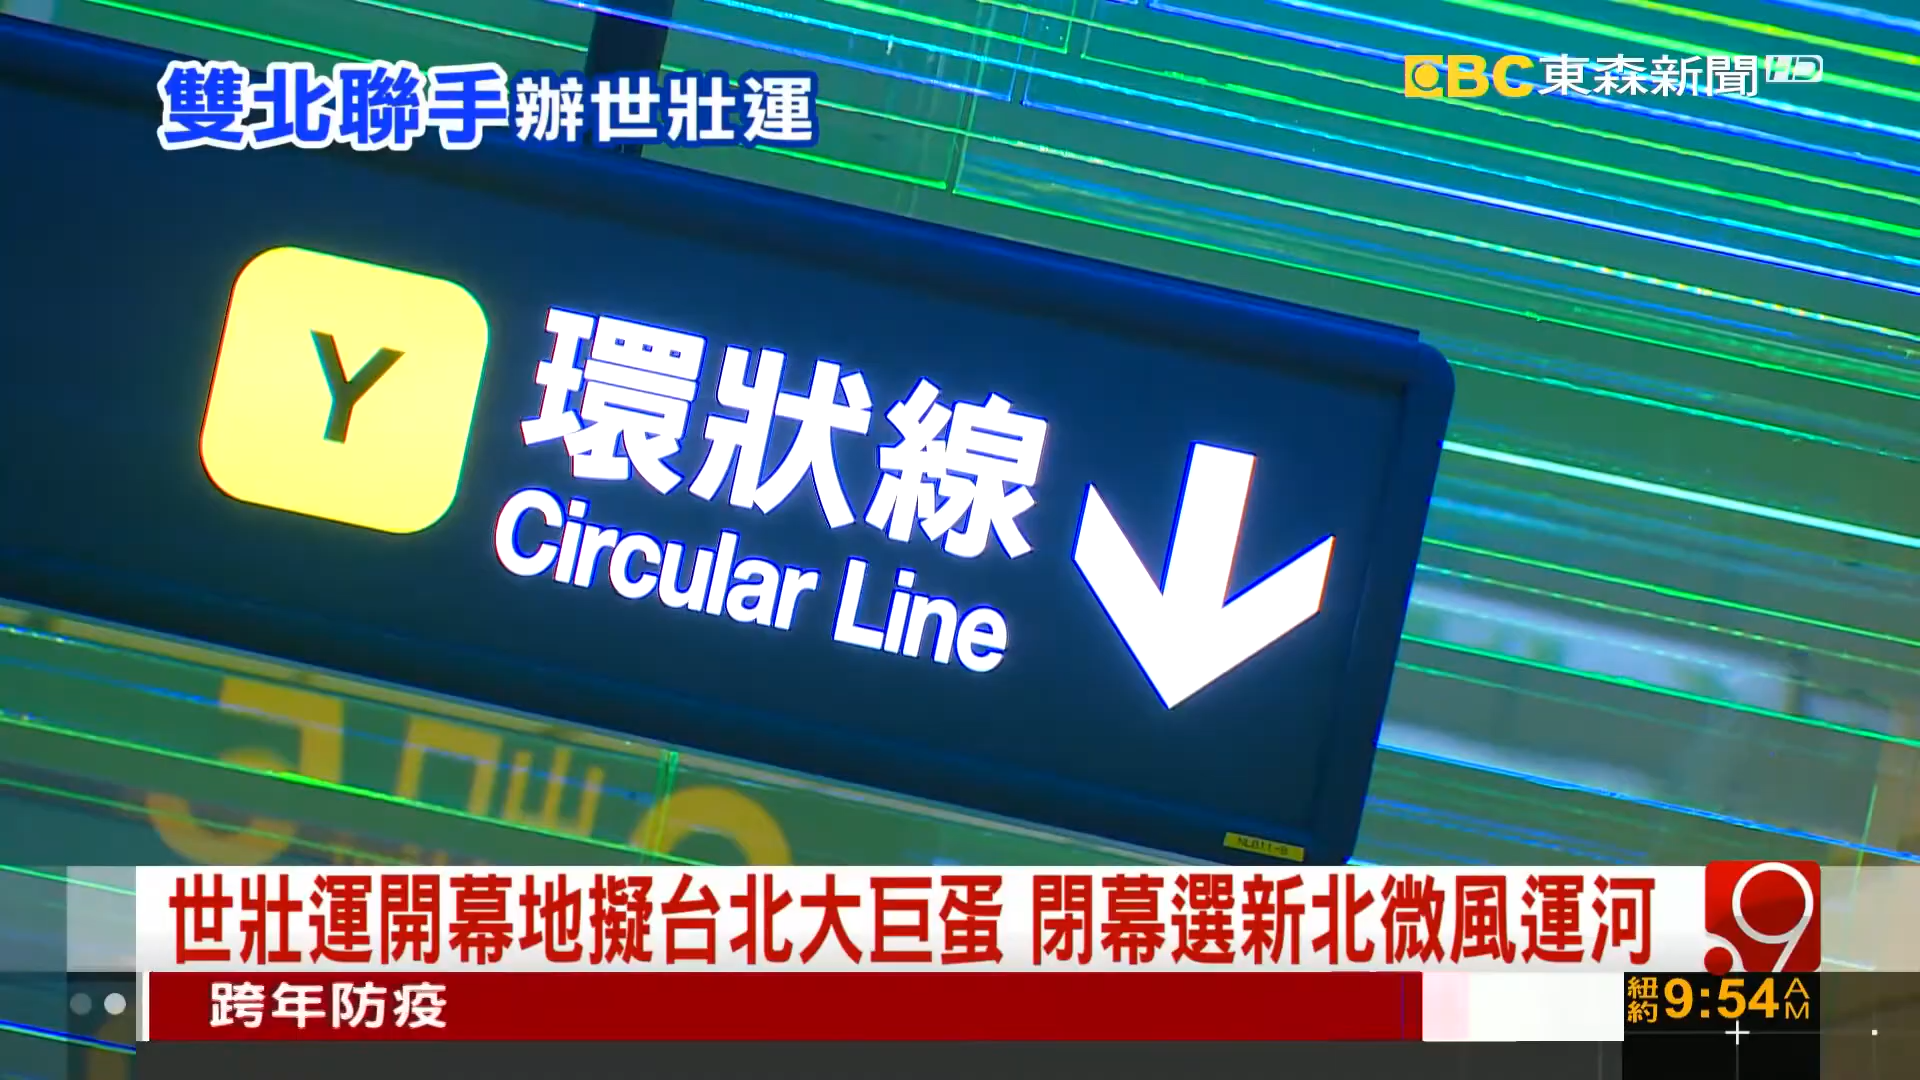 雙北聯手辦世壯運
EBC東森新聞HD
Y
環狀線
Circular Line
NL011-B
世壯運開幕地擬台北大巨蛋 閉幕選新北微風運河
9
跨年防疫
紐約9:54AM